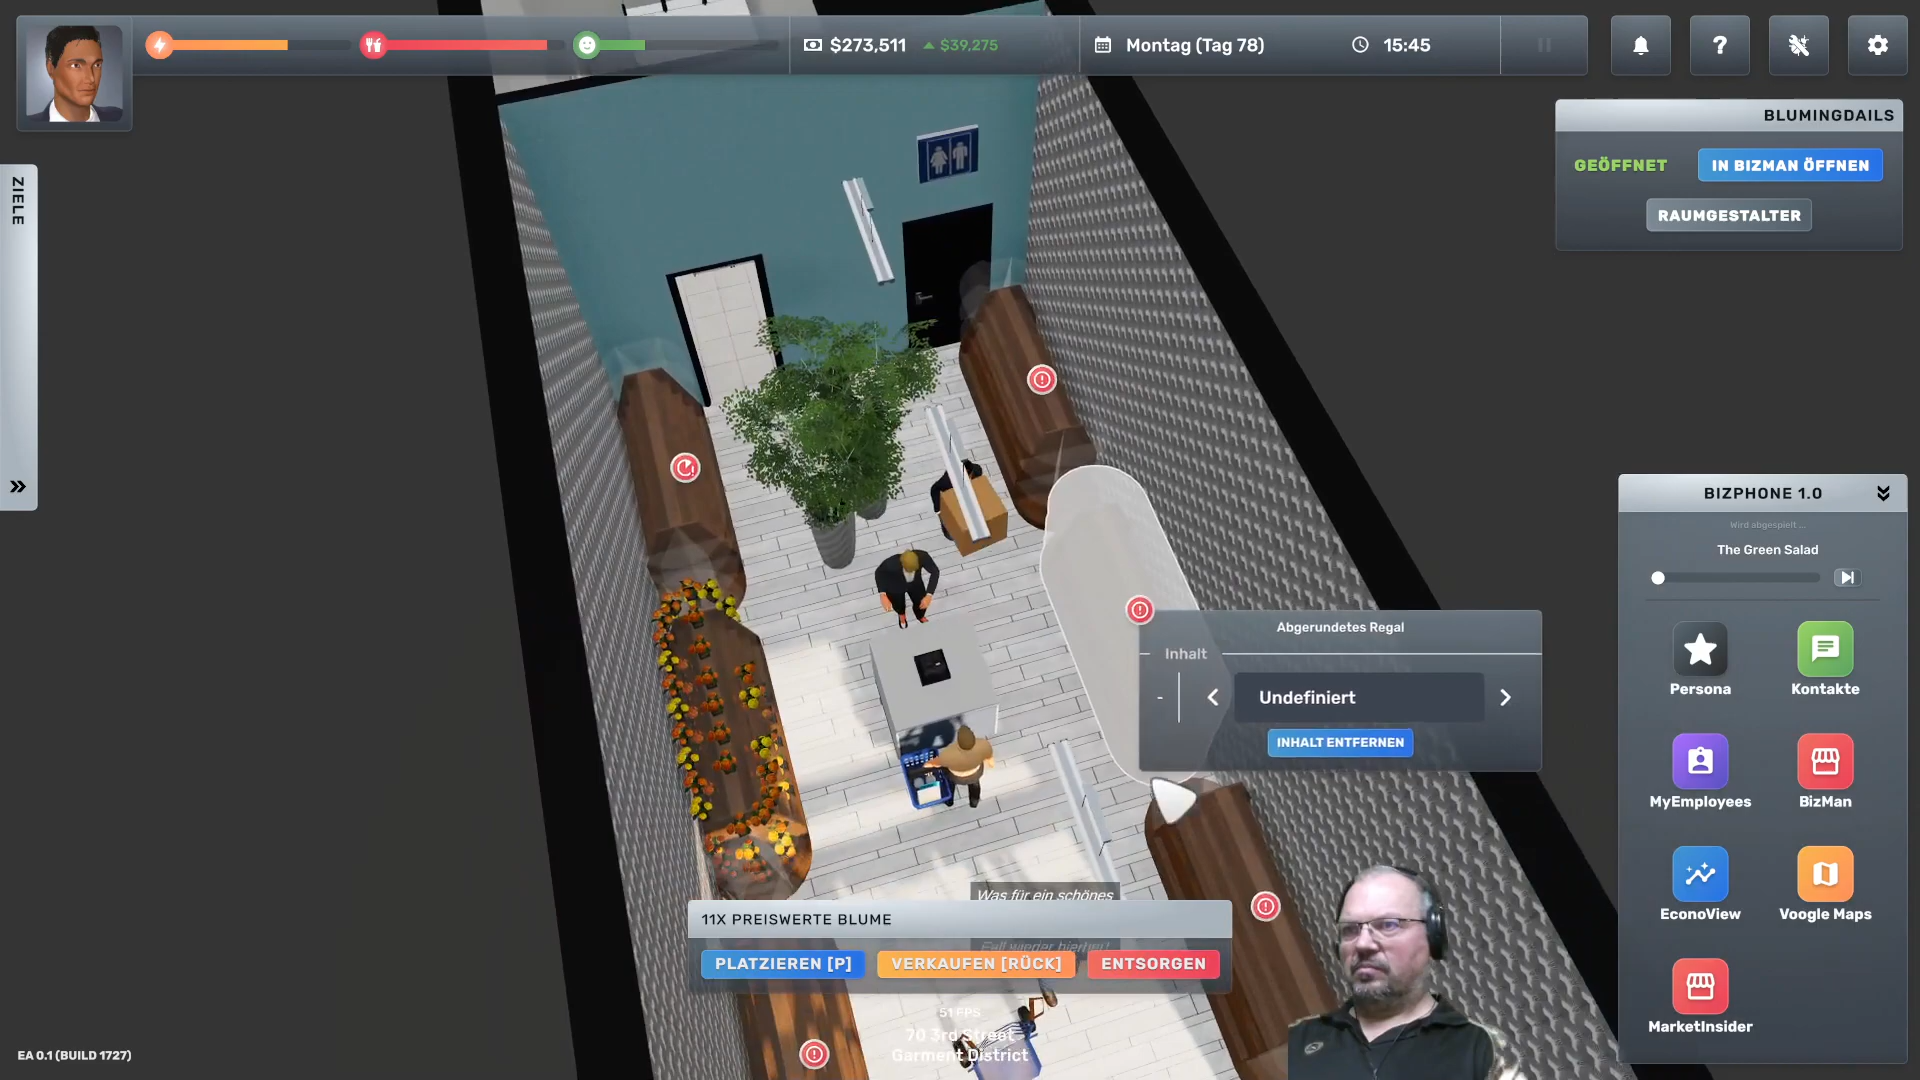 $273,511
$39,275
Montag (Tag 78)
15:45
ZIELE
BLUMINGDAILS
GEÖFFNET
IN BIZMAN ÖFFNEN
RAUMGESTALTER
BIZPHONE 1.0
Wird abgespielt ...
The Green Salad
Persona
Kontakte
MyEmployees
BizMan
EconoView
Voogle Maps
MarketInsider
Abgerundetes Regal
Inhalt
-
Undefiniert
INHALT ENTFERNEN
Was für ein schönes
11X PREISWERTE BLUME
Fell wieder hierher!
PLATZIEREN [P]
VERKAUFEN [RÜCK]
ENTSORGEN
51 FPS
70 3rd Street
Garment District
EA 0.1 (BUILD 1727)